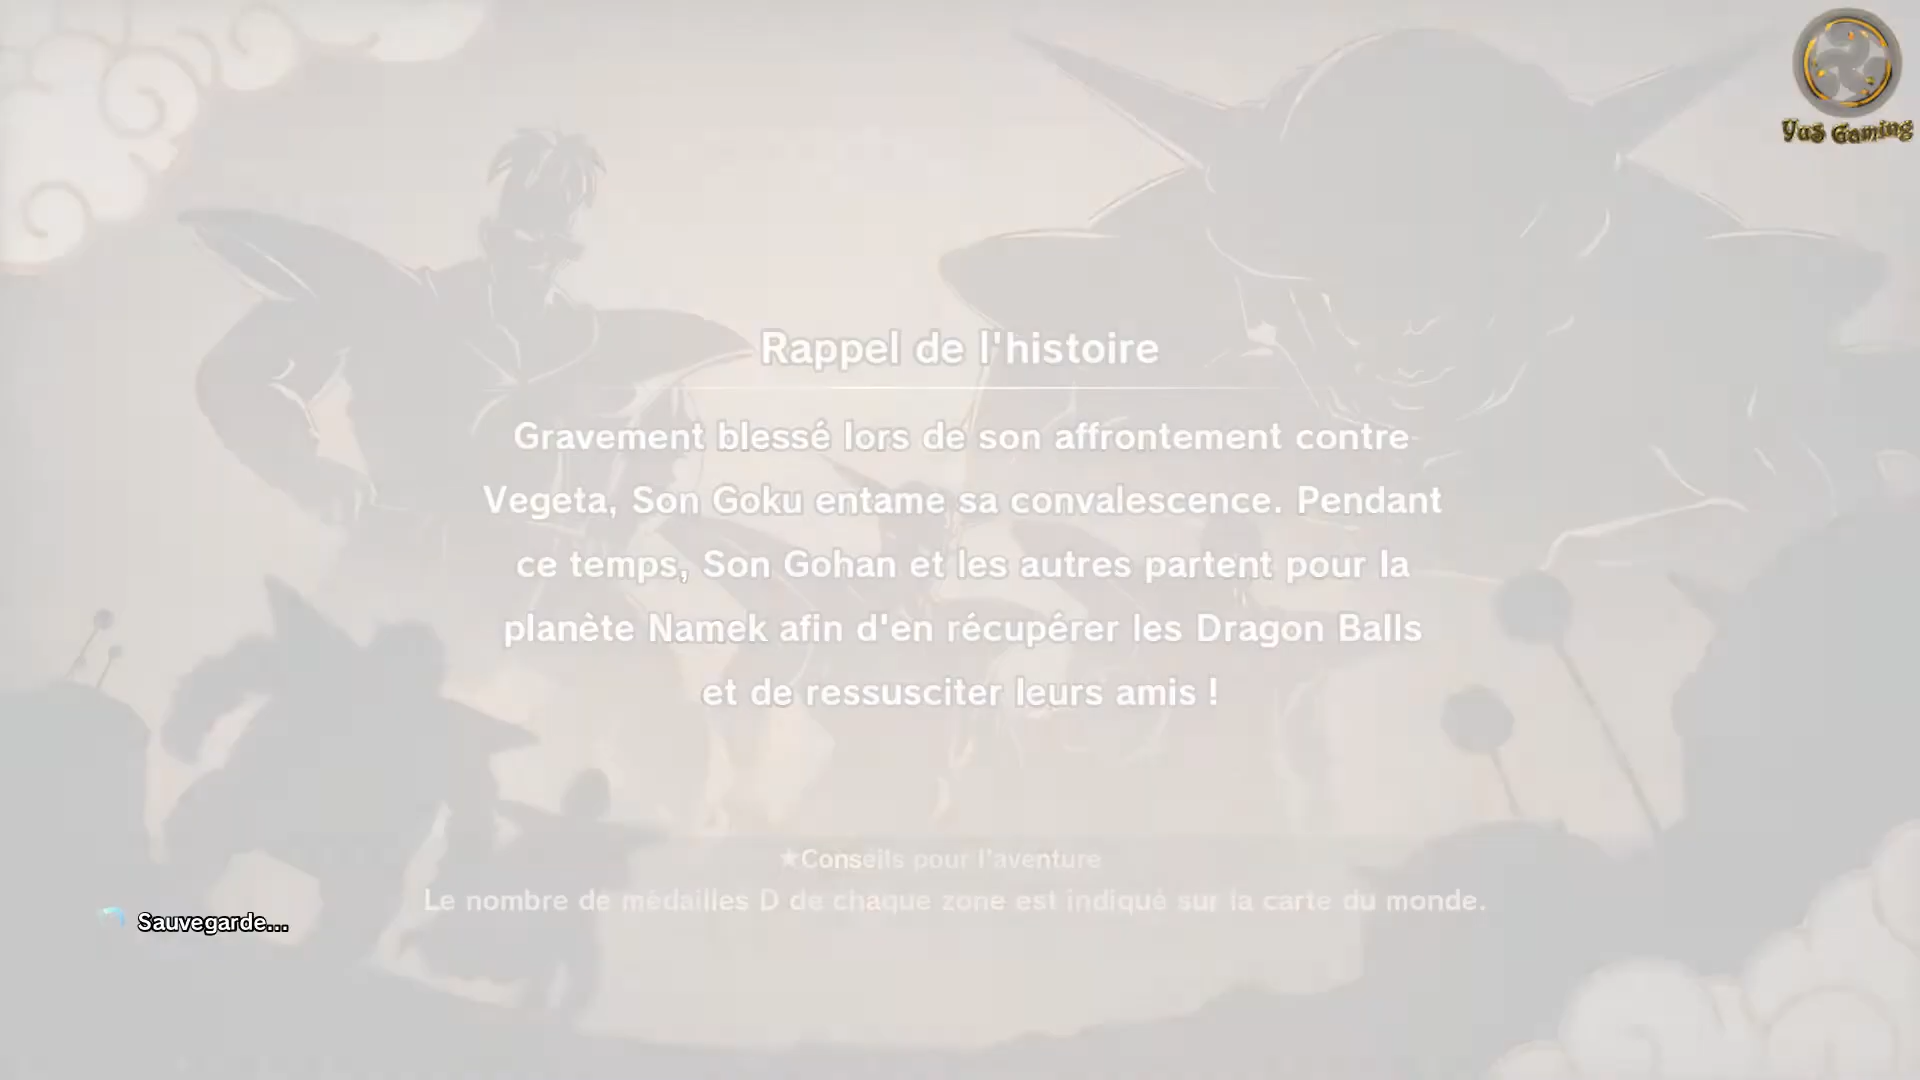 YuS Gaming
Rappel de l'histoire
Gravement blessé lors de son affrontement contre
Vegeta, Son Goku entame sa convalescence. Pendant
ce temps, Son Gohan et les autres partent pour la
planète Namek afin d'en récupérer les Dragon Balls
et de ressusciter leurs amis !
★Conseils pour l'aventure
Le nombre de médailles D de chaque zone est indiqué sur la carte du monde.
Sauvegarde...